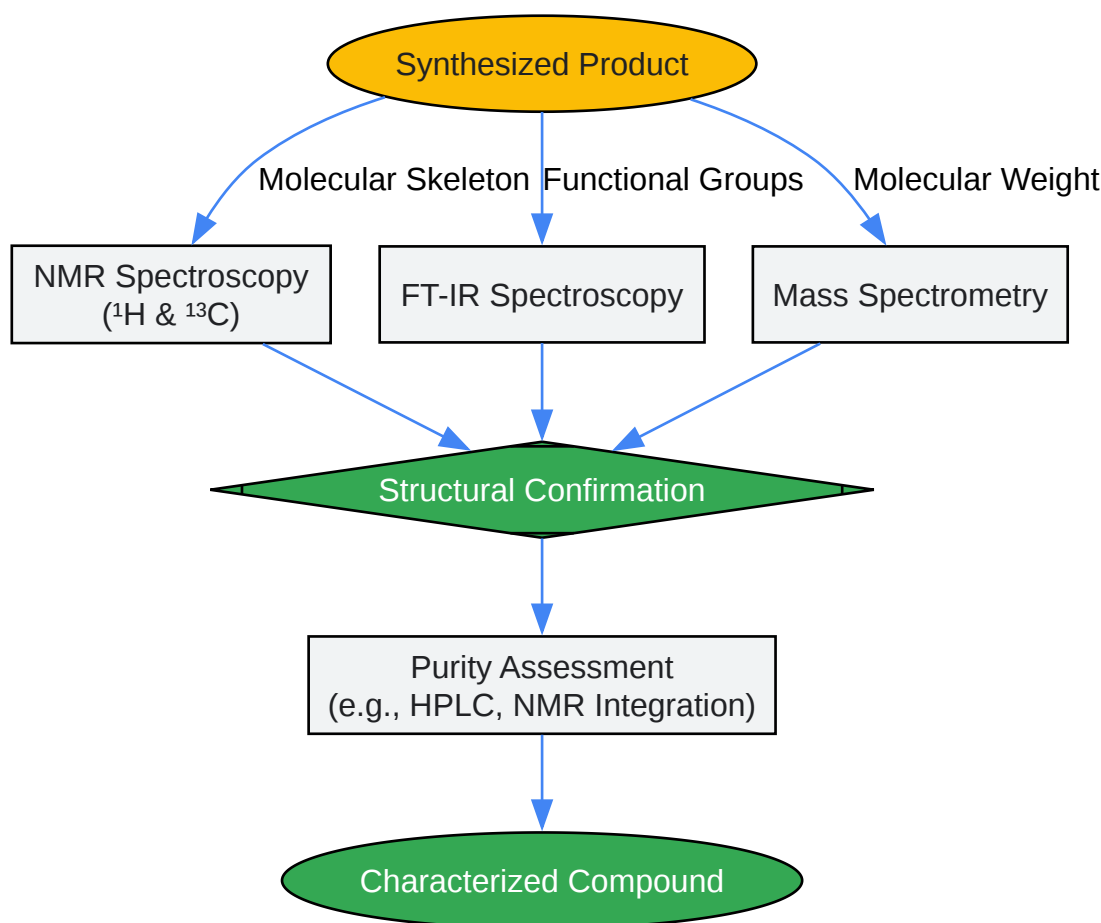 Synthesized Product
Molecular Skeleton
Functional Groups
Molecular Weight
NMR Spectroscopy
(¹H & ¹³C)
FT-IR Spectroscopy
Mass Spectrometry
Structural Confirmation
Purity Assessment
(e.g., HPLC, NMR Integration)
Characterized Compound